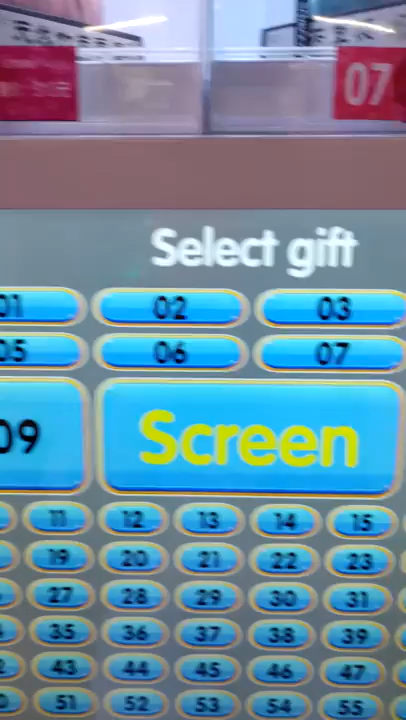 07
Select gift
01 02 03
05 06 07
09 Screen
11 12 13 14 15
19 20 21 22 23
27 28 29 30 31
35 36 37 38 39
43 44 45 46 47
51 52 53 54 55